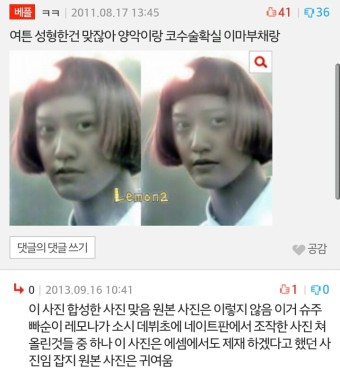 베플 ㅋㅋ 2011.08.17 13:45 41 36
여튼 성형한건 맞잖아 양악이랑 코수술확실 이마부채랑
Lemona
댓글의 댓글 쓰기 공감
0 2013.09.16 10:41 1 0
이 사진 합성한 사진 맞음 원본 사진은 이렇지 않음 이거 슈주
빠순이 레모나가 소시 데뷔초에 네이트판에서 조작한 사진 쳐
올린것들 중 하나 이 사진은 에셈에서도 제재 하겠다고 했던 사
진임 잡지 원본 사진은 귀여움